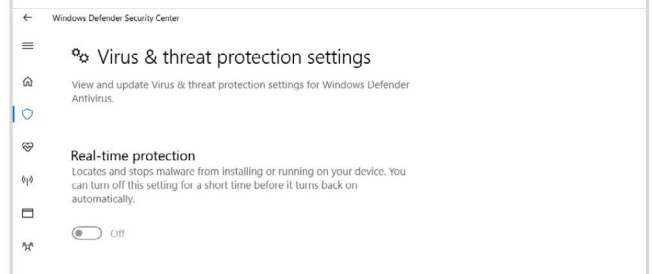 Windows Defender Security Center
Virus & threat protection settings
View and update Virus & threat protection settings for Windows Defender
Antivirus.
Real-time protection
Locates and stops malware from installing or running on your device. You
can turn off this setting for a short time before it turns back on
automatically.
Off